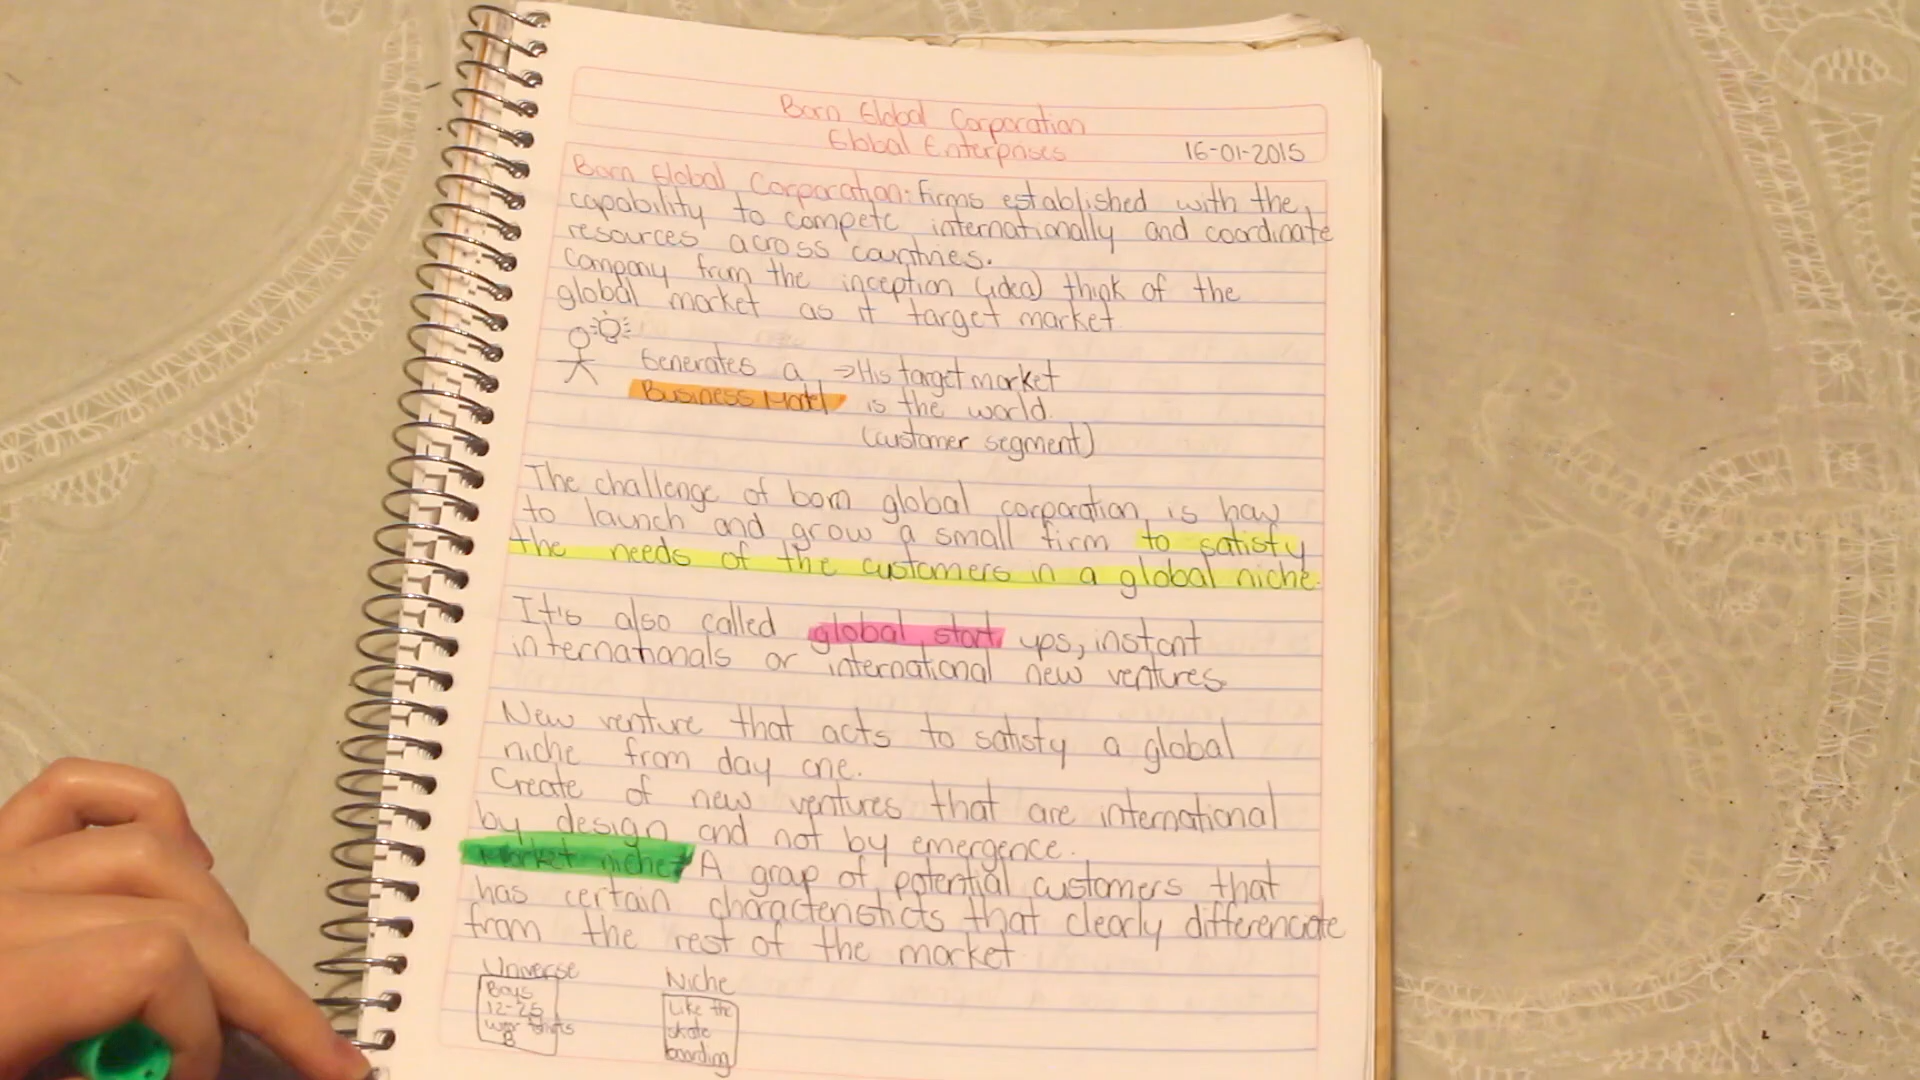 Born Global Corporation
Global Enterprises
16-01-2015
Born Global Corporation: firms established with the
capability to compete internationally and coordinate
resources across countries.
Company from the inception (idea) think of the
global market as it target market.
Generates a → His target market
Business Model is the world.
(customer segment)
The challenge of born global corporation is how
to launch and grow a small firm to satisfy
the needs of the customers in a global niche.
It's also called global start ups, instant
internationals or international new ventures.
New venture that acts to satisfy a global
niche from day one.
Create of new ventures that are international
by design and not by emergence.
Market niche: A group of potential customers that
has certain characteristicts that clearly differenciate
from the rest of the market
Universe
Boys
12-25
Niche
Like the
skate
boarding